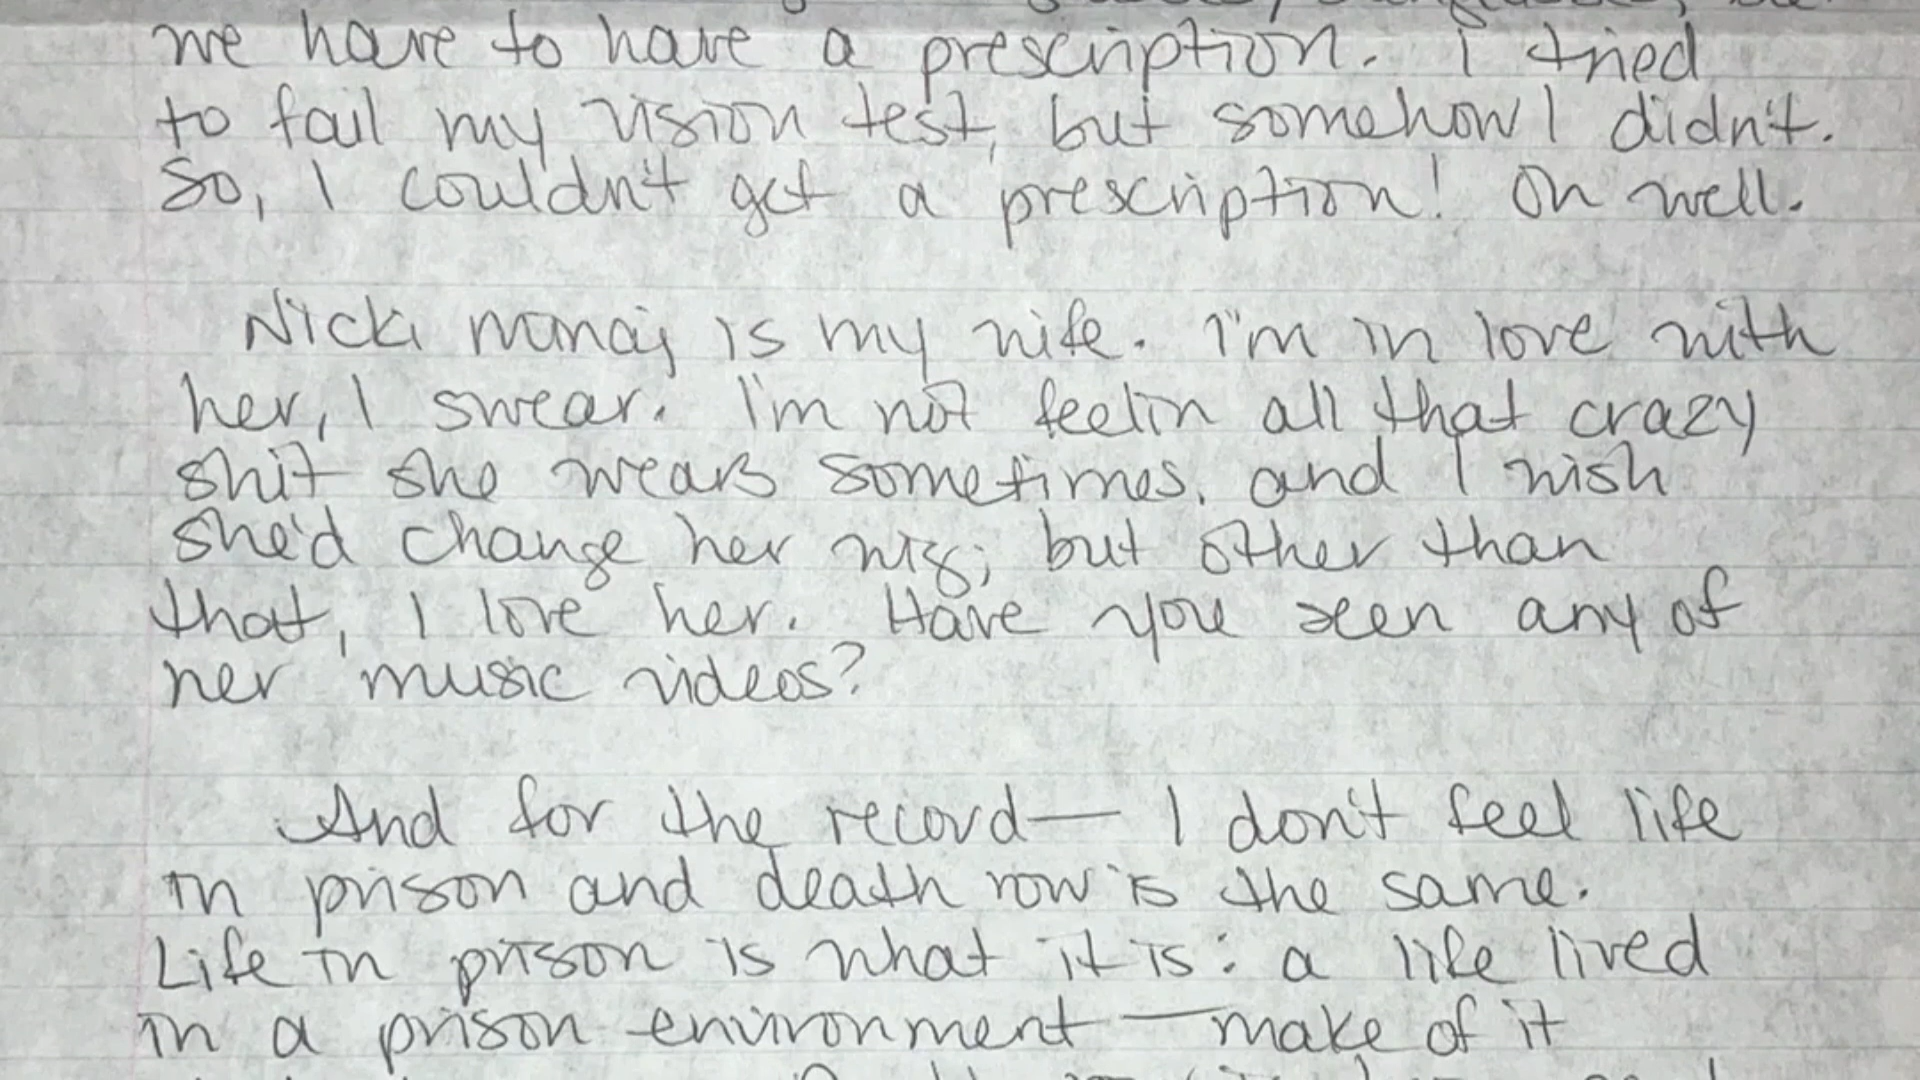 we have to have a prescription. I tried
to fail my vision test, but somehow I didn't.
So, I couldn't get a prescription! Oh well.
Nicki Minaj is my wife. I'm in love with
her, I swear. I'm not feelin all that crazy
shit she wears sometimes, and I wish
she'd change her wig; but other than
that, I love her. Have you seen any of
her music videos?
And for the record— I don't feel life
in prison and death row is the same.
Life in prison is what it is: a life lived
in a prison environment—make of it